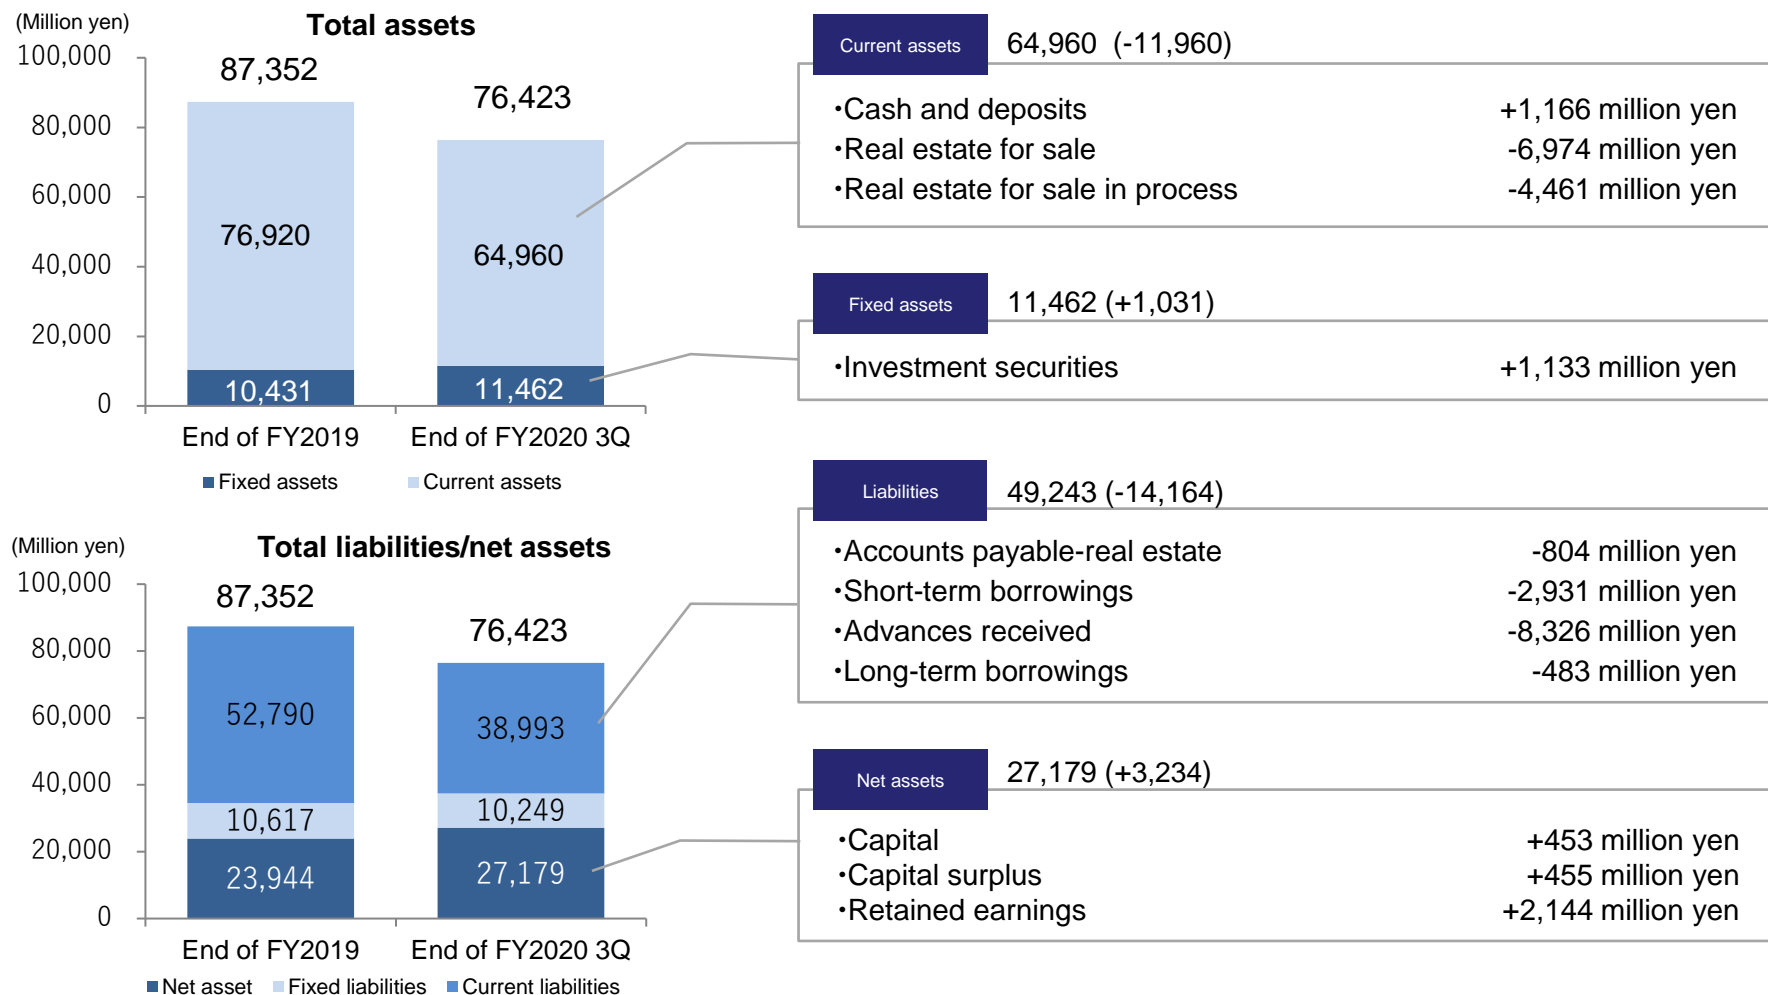 (Million yen)
Total assets
100,000
80,000
60,000
40,000
20,000
0
87,352
76,423
76,920
64,960
10,431
11,462
End of FY2019
End of FY2020 3Q
Fixed assets
Current assets
Current assets
64,960 (-11,960)
・Cash and deposits +1,166 million yen
・Real estate for sale -6,974 million yen
・Real estate for sale in process -4,461 million yen
Fixed assets
11,462 (+1,031)
・Investment securities +1,133 million yen
(Million yen)
Total liabilities/net assets
100,000
80,000
60,000
40,000
20,000
0
87,352
76,423
52,790
38,993
10,617
10,249
23,944
27,179
End of FY2019
End of FY2020 3Q
Net asset
Fixed liabilities
Current liabilities
Liabilities
49,243 (-14,164)
・Accounts payable-real estate -804 million yen
・Short-term borrowings -2,931 million yen
・Advances received -8,326 million yen
・Long-term borrowings -483 million yen
Net assets
27,179 (+3,234)
・Capital +453 million yen
・Capital surplus +455 million yen
・Retained earnings +2,144 million yen